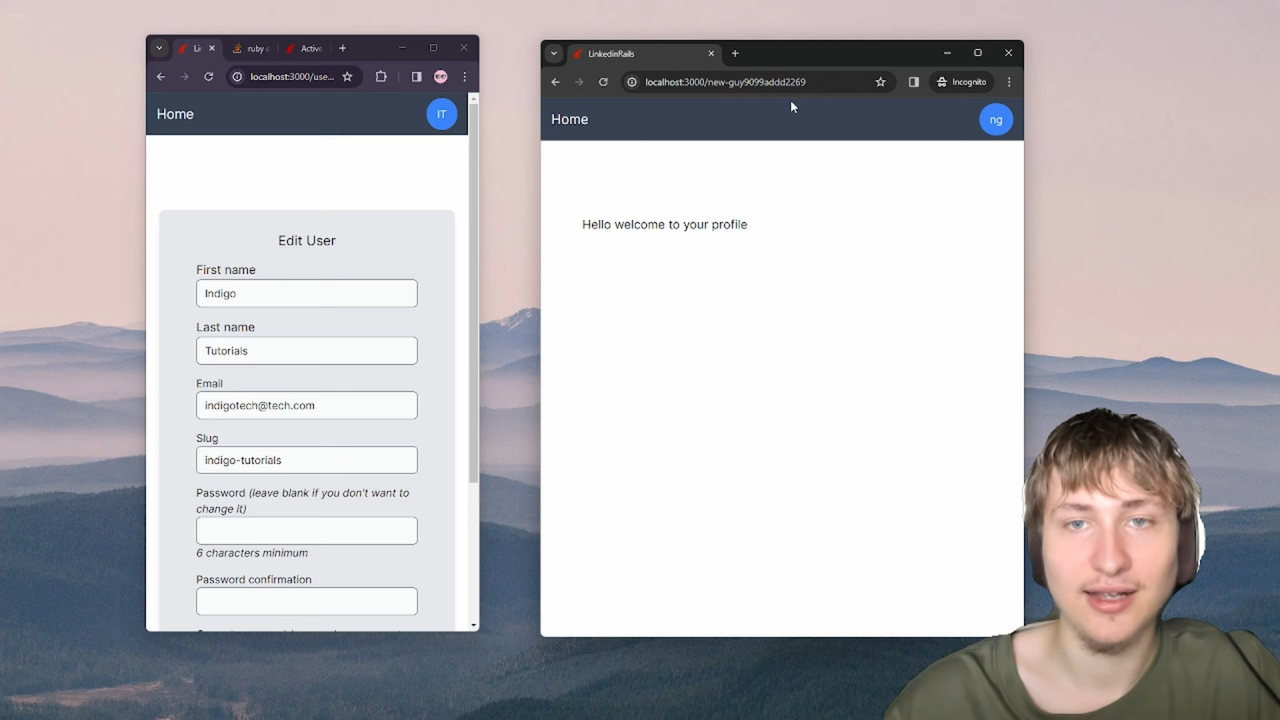 Li
ruby
Active
localhost:3000/use...
Home
IT
Edit User
First name
Indigo
Last name
Tutorials
Email
indigotech@tech.com
Slug
indigo-tutorials
Password (leave blank if you don't want to
change it)
6 characters minimum
Password confirmation
LinkedinRails
localhost:3000/new-guy9099addd2269
Incognito
Home
ng
Hello welcome to your profile